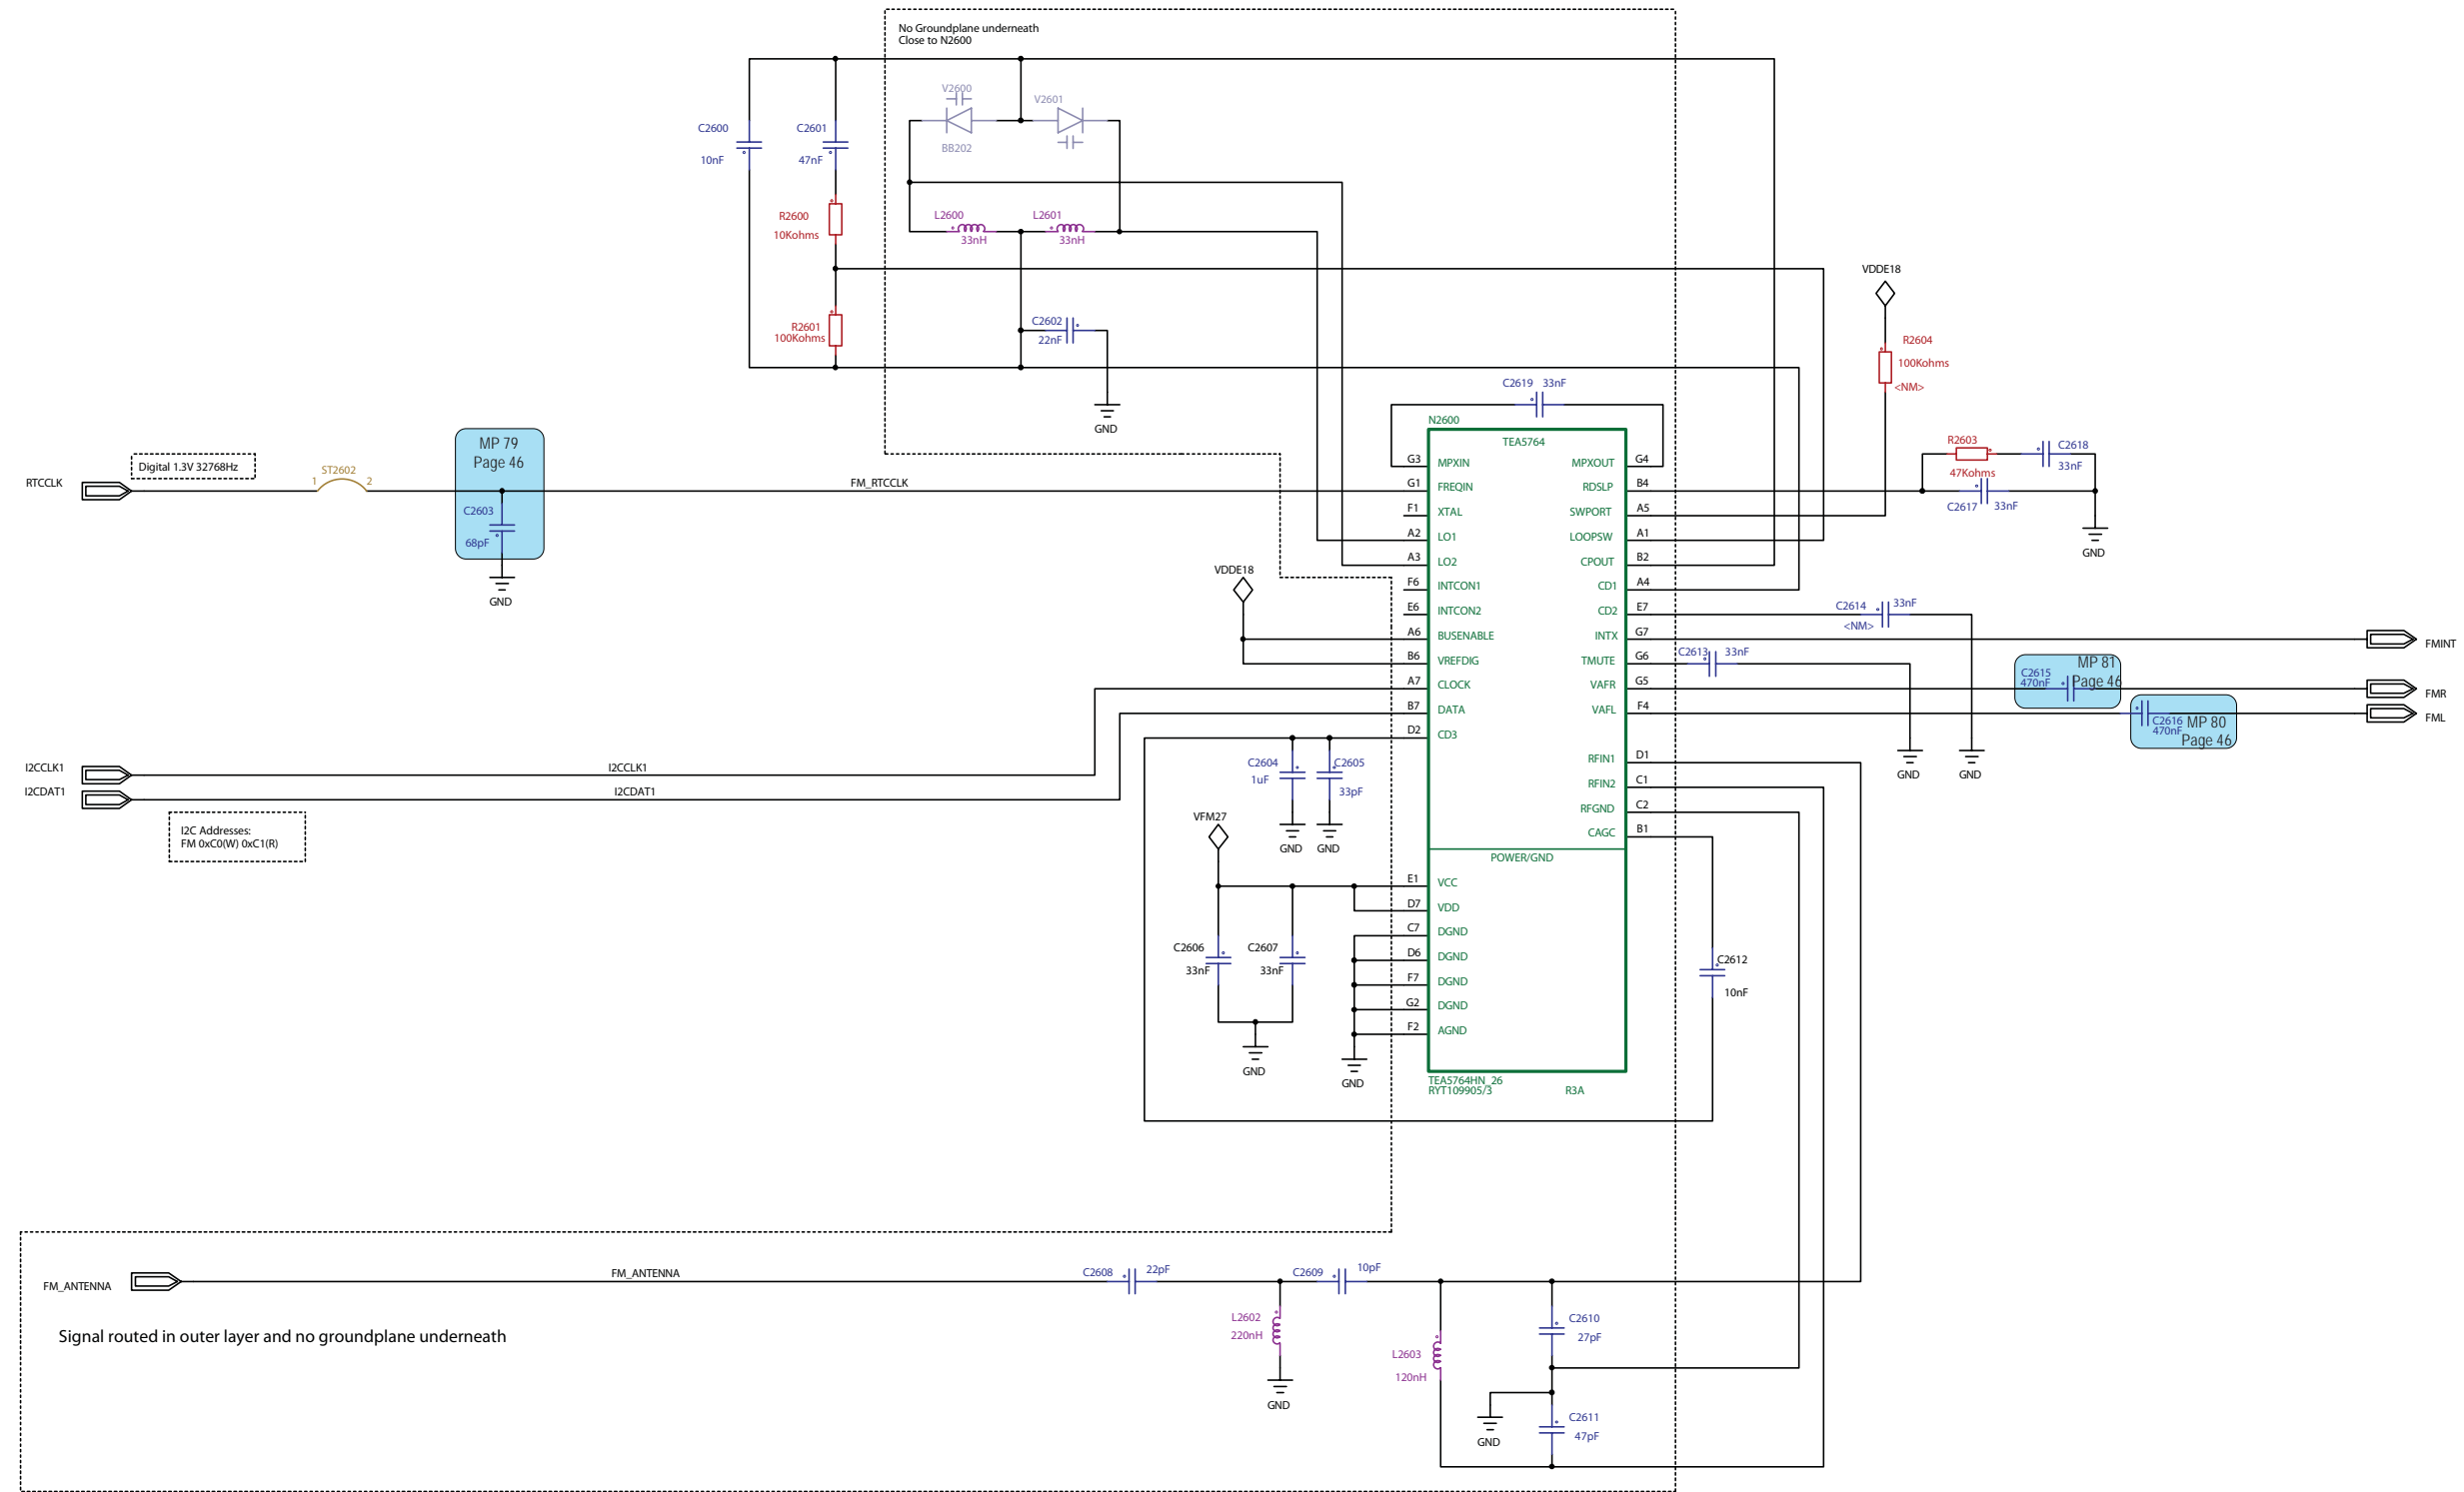 No Groundplane underneath
Close to N2600
V2600
V2601
BB202
C2600
10nF
C2601
47nF
R2600
10Kohms
L2600
33nH
L2601
33nH
R2601
100Kohms
C2602
22nF
GND
VDDE18
R2604
100Kohms
<NM>
C2619 33nF
N2600
TEA5764
MP 79
Page 46
Digital 1.3V 32768Hz
ST2602
1
2
RTCCLK
FM_RTCCLK
C2603
68pF
GND
R2603
47Kohms
C2618
33nF
C2617
33nF
GND
G3 MPXIN
MPXOUT G4
G1 FREQIN
RDSLP B4
F1 XTAL
SWPORT A5
A2 LO1
LOOPSW A1
A3 LO2
CPOUT B2
F6 INTCON1
CD1 A4
E6 INTCON2
CD2 E7
A6 BUSENABLE
INTX G7
B6 VREFDIG
TMUTE G6
A7 CLOCK
VAFR G5
B7 DATA
VAFL F4
D2 CD3
RFIN1 D1
RFIN2 C1
RFGND C2
CAGC B1
POWER/GND
E1 VCC
D7 VDD
C7 DGND
D6 DGND
F7 DGND
G2 DGND
F2 AGND
TEA5764HN_26
RYT109905/3
R3A
VDDE18
C2614
33nF
<NM>
C2613
33nF
FMINT
MP 81
Page 46
C2615
470nF
FMR
FML
C2616
470nF
MP 80
Page 46
GND
GND
I2CCLK1
I2CCLK1
I2CDAT1
I2CDAT1
I2C Addresses:
FM 0xC0(W) 0xC1(R)
C2604
1uF
C2605
33pF
GND
GND
VFM27
C2606
33nF
C2607
33nF
GND
GND
C2612
10nF
FM_ANTENNA
FM_ANTENNA
C2608
22pF
C2609
10pF
L2602
220nH
GND
L2603
120nH
C2610
27pF
GND
C2611
47pF
Signal routed in outer layer and no groundplane underneath